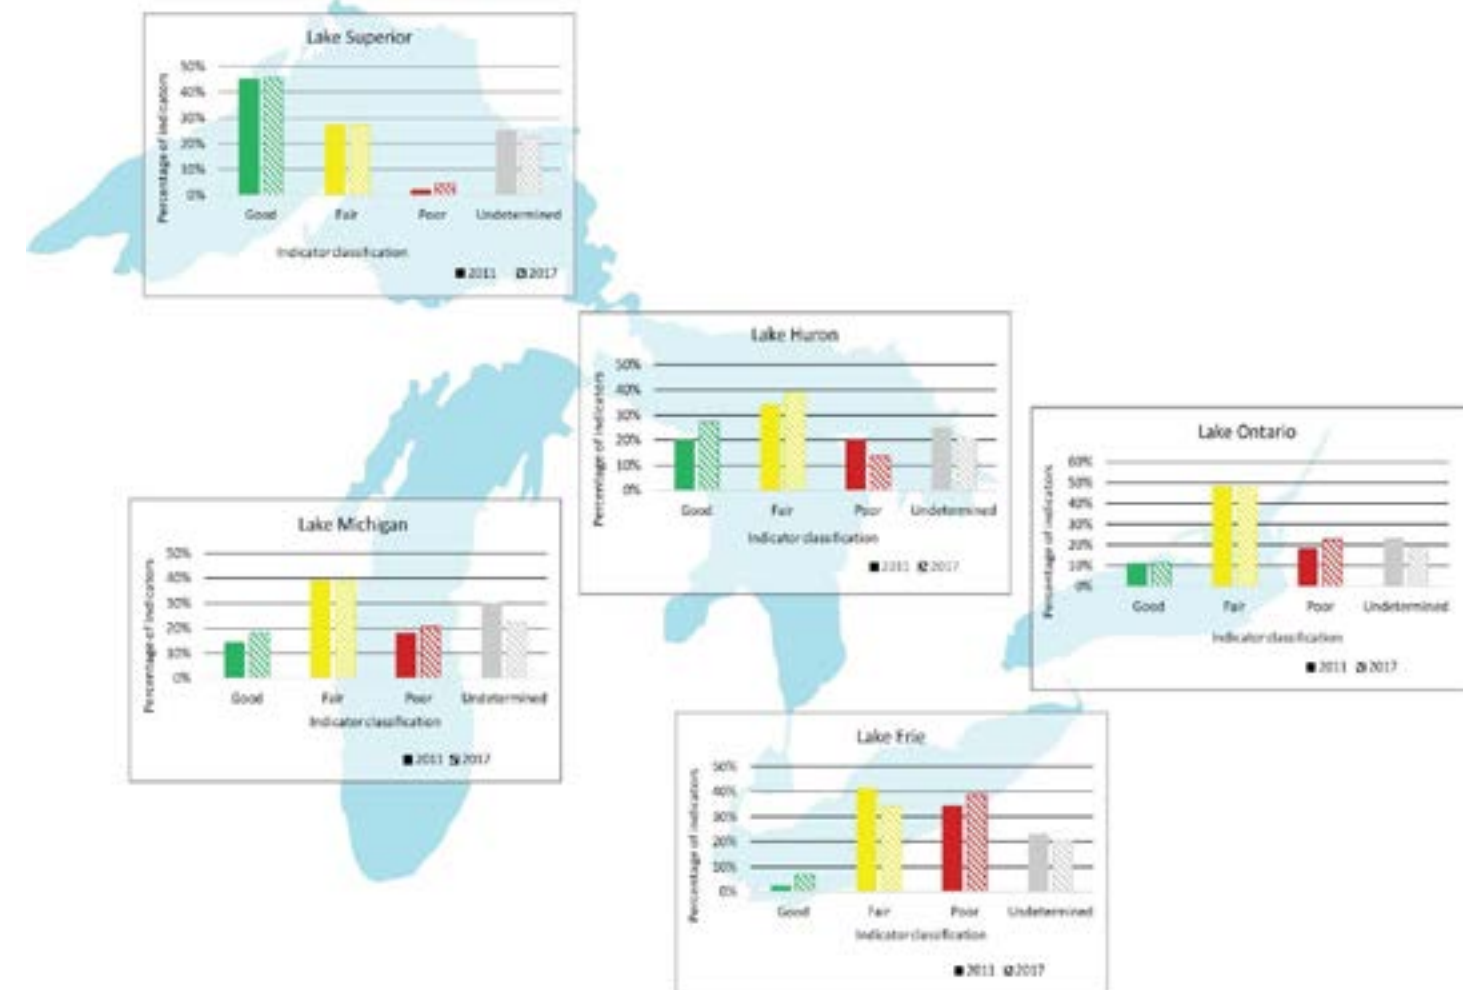 Lake Superior
Percentage of indicators
50%
40%
30%
20%
10%
0%
Good Fair Poor Undetermined
Indicator classification
2011 2017
Lake Huron
Percentage of indicators
50%
40%
30%
20%
10%
0%
Good Fair Poor Undetermined
Indicator classification
2011 2017
Lake Ontario
Percentage of indicators
60%
50%
40%
30%
20%
10%
0%
Good Fair Poor Undetermined
Indicator classification
2011 2017
Lake Michigan
Percentage of indicators
50%
40%
30%
20%
10%
0%
Good Fair Poor Undetermined
Indicator classification
2011 2017
Lake Erie
Percentage of indicators
50%
40%
30%
20%
10%
0%
Good Fair Poor Undetermined
Indicator classification
2011 2017